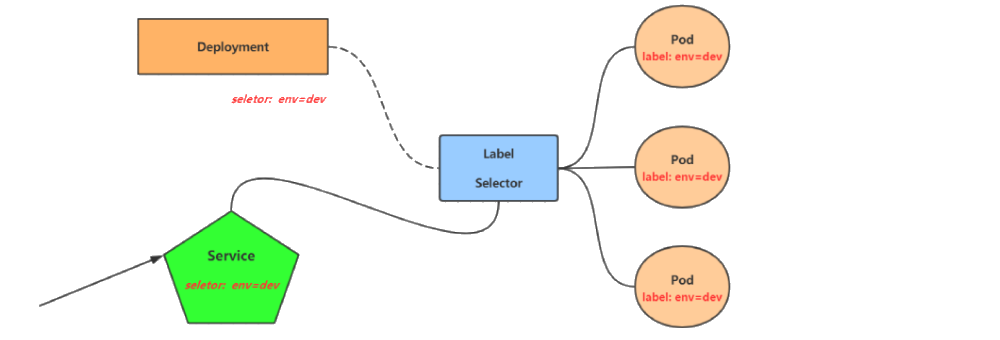 Deployment
seletor: env=dev
Label
Selector
Service
seletor: env=dev
Pod
label: env=dev
Pod
label: env=dev
Pod
label: env=dev